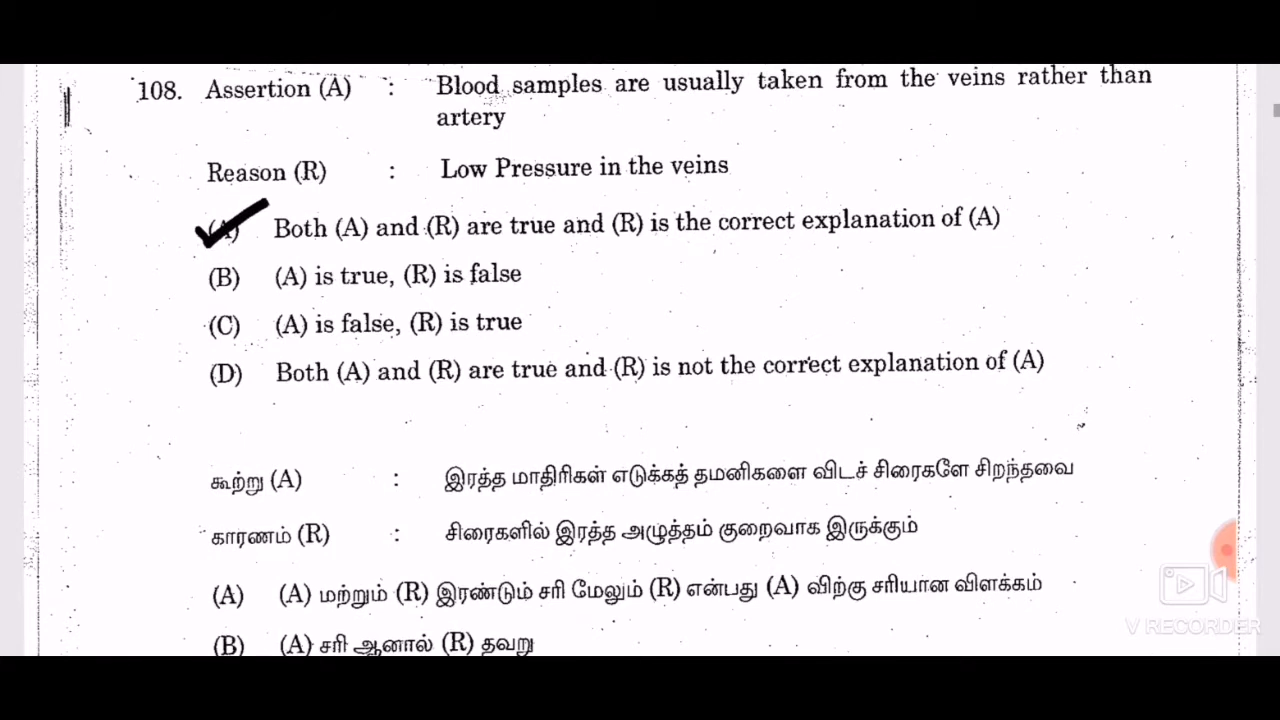 108. Assertion (A) : Blood samples are usually taken from the veins rather than
artery
Reason (R) : Low Pressure in the veins
(A) Both (A) and (R) are true and (R) is the correct explanation of (A)
(B) (A) is true, (R) is false
(C) (A) is false, (R) is true
(D) Both (A) and (R) are true and (R) is not the correct explanation of (A)
கூற்று (A) : இரத்த மாதிரிகள் எடுக்கத் தமனிகளை விடச் சிரைகளே சிறந்தவை
காரணம் (R) : சிரைகளில் இரத்த அழுத்தம் குறைவாக இருக்கும்
(A) (A) மற்றும் (R) இரண்டும் சரி மேலும் (R) என்பது (A) விற்கு சரியான விளக்கம்
(B) (A) சரி ஆனால் (R) தவறு
V RECORDER